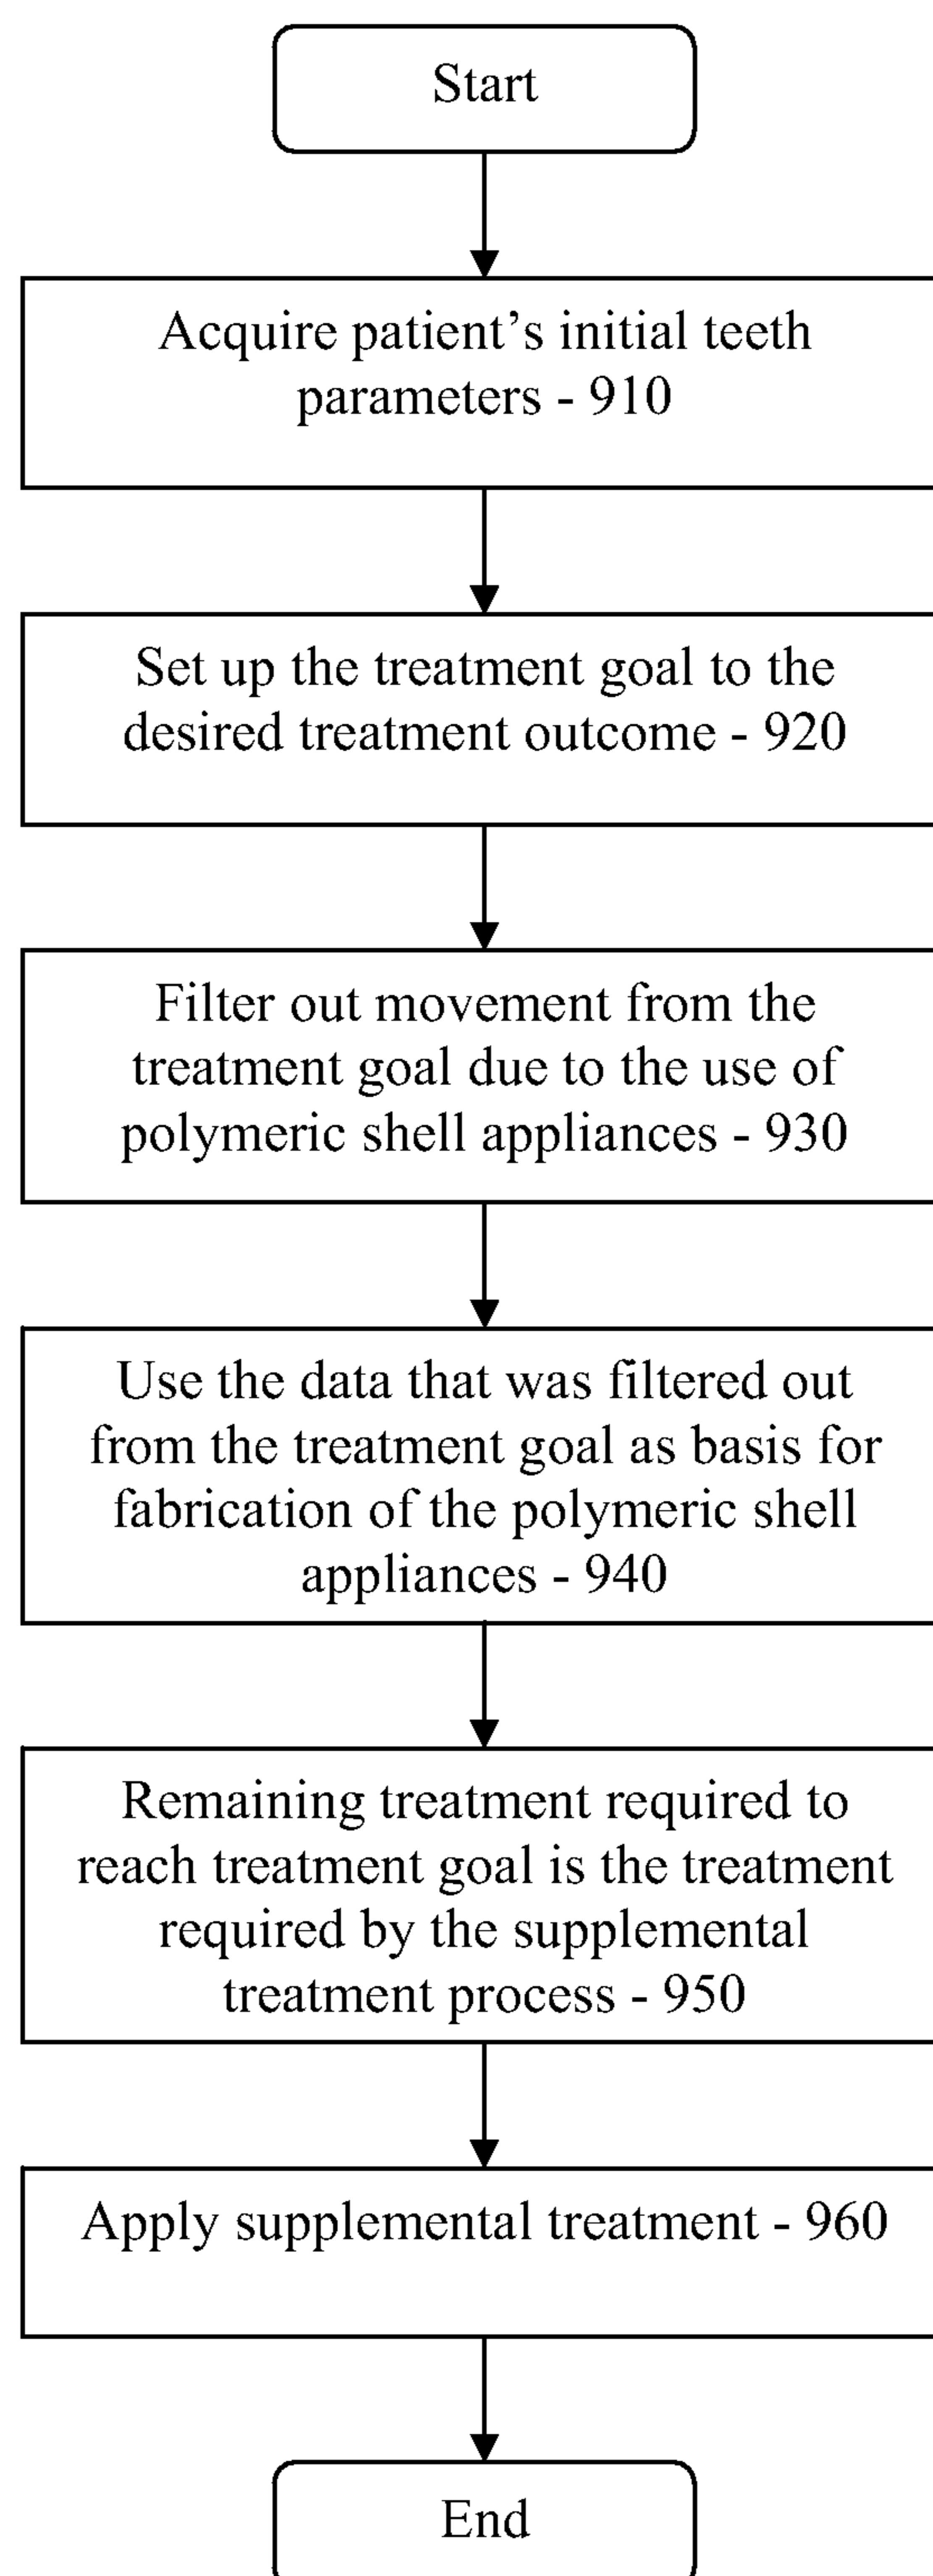 Start
Acquire patient’s initial teeth
parameters - 910
Set up the treatment goal to the
desired treatment outcome - 920
Filter out movement from the
treatment goal due to the use of
polymeric shell appliances - 930
Use the data that was filtered out
from the treatment goal as basis for
fabrication of the polymeric shell
appliances - 940
Remaining treatment required to
reach treatment goal is the treatment
required by the supplemental
treatment process - 950
Apply supplemental treatment - 960
End